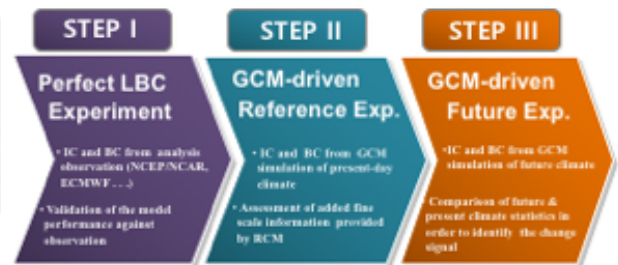 STEP I
Perfect LBC
Experiment
• IC and BC from analysis
observation (NCEP/NCAR,
ECMWF . . .)
• Validation of the model
performance against
observation
STEP II
GCM-driven
Reference Exp.
• IC and BC from GCM
simulation of present-day
climate
• Assessment of added fine
scale information provided
by RCM
STEP III
GCM-driven
Future Exp.
•IC and BC from GCM
simulation of future climate
Comparison of future &
present climate statistics in
order to identify the change
signal